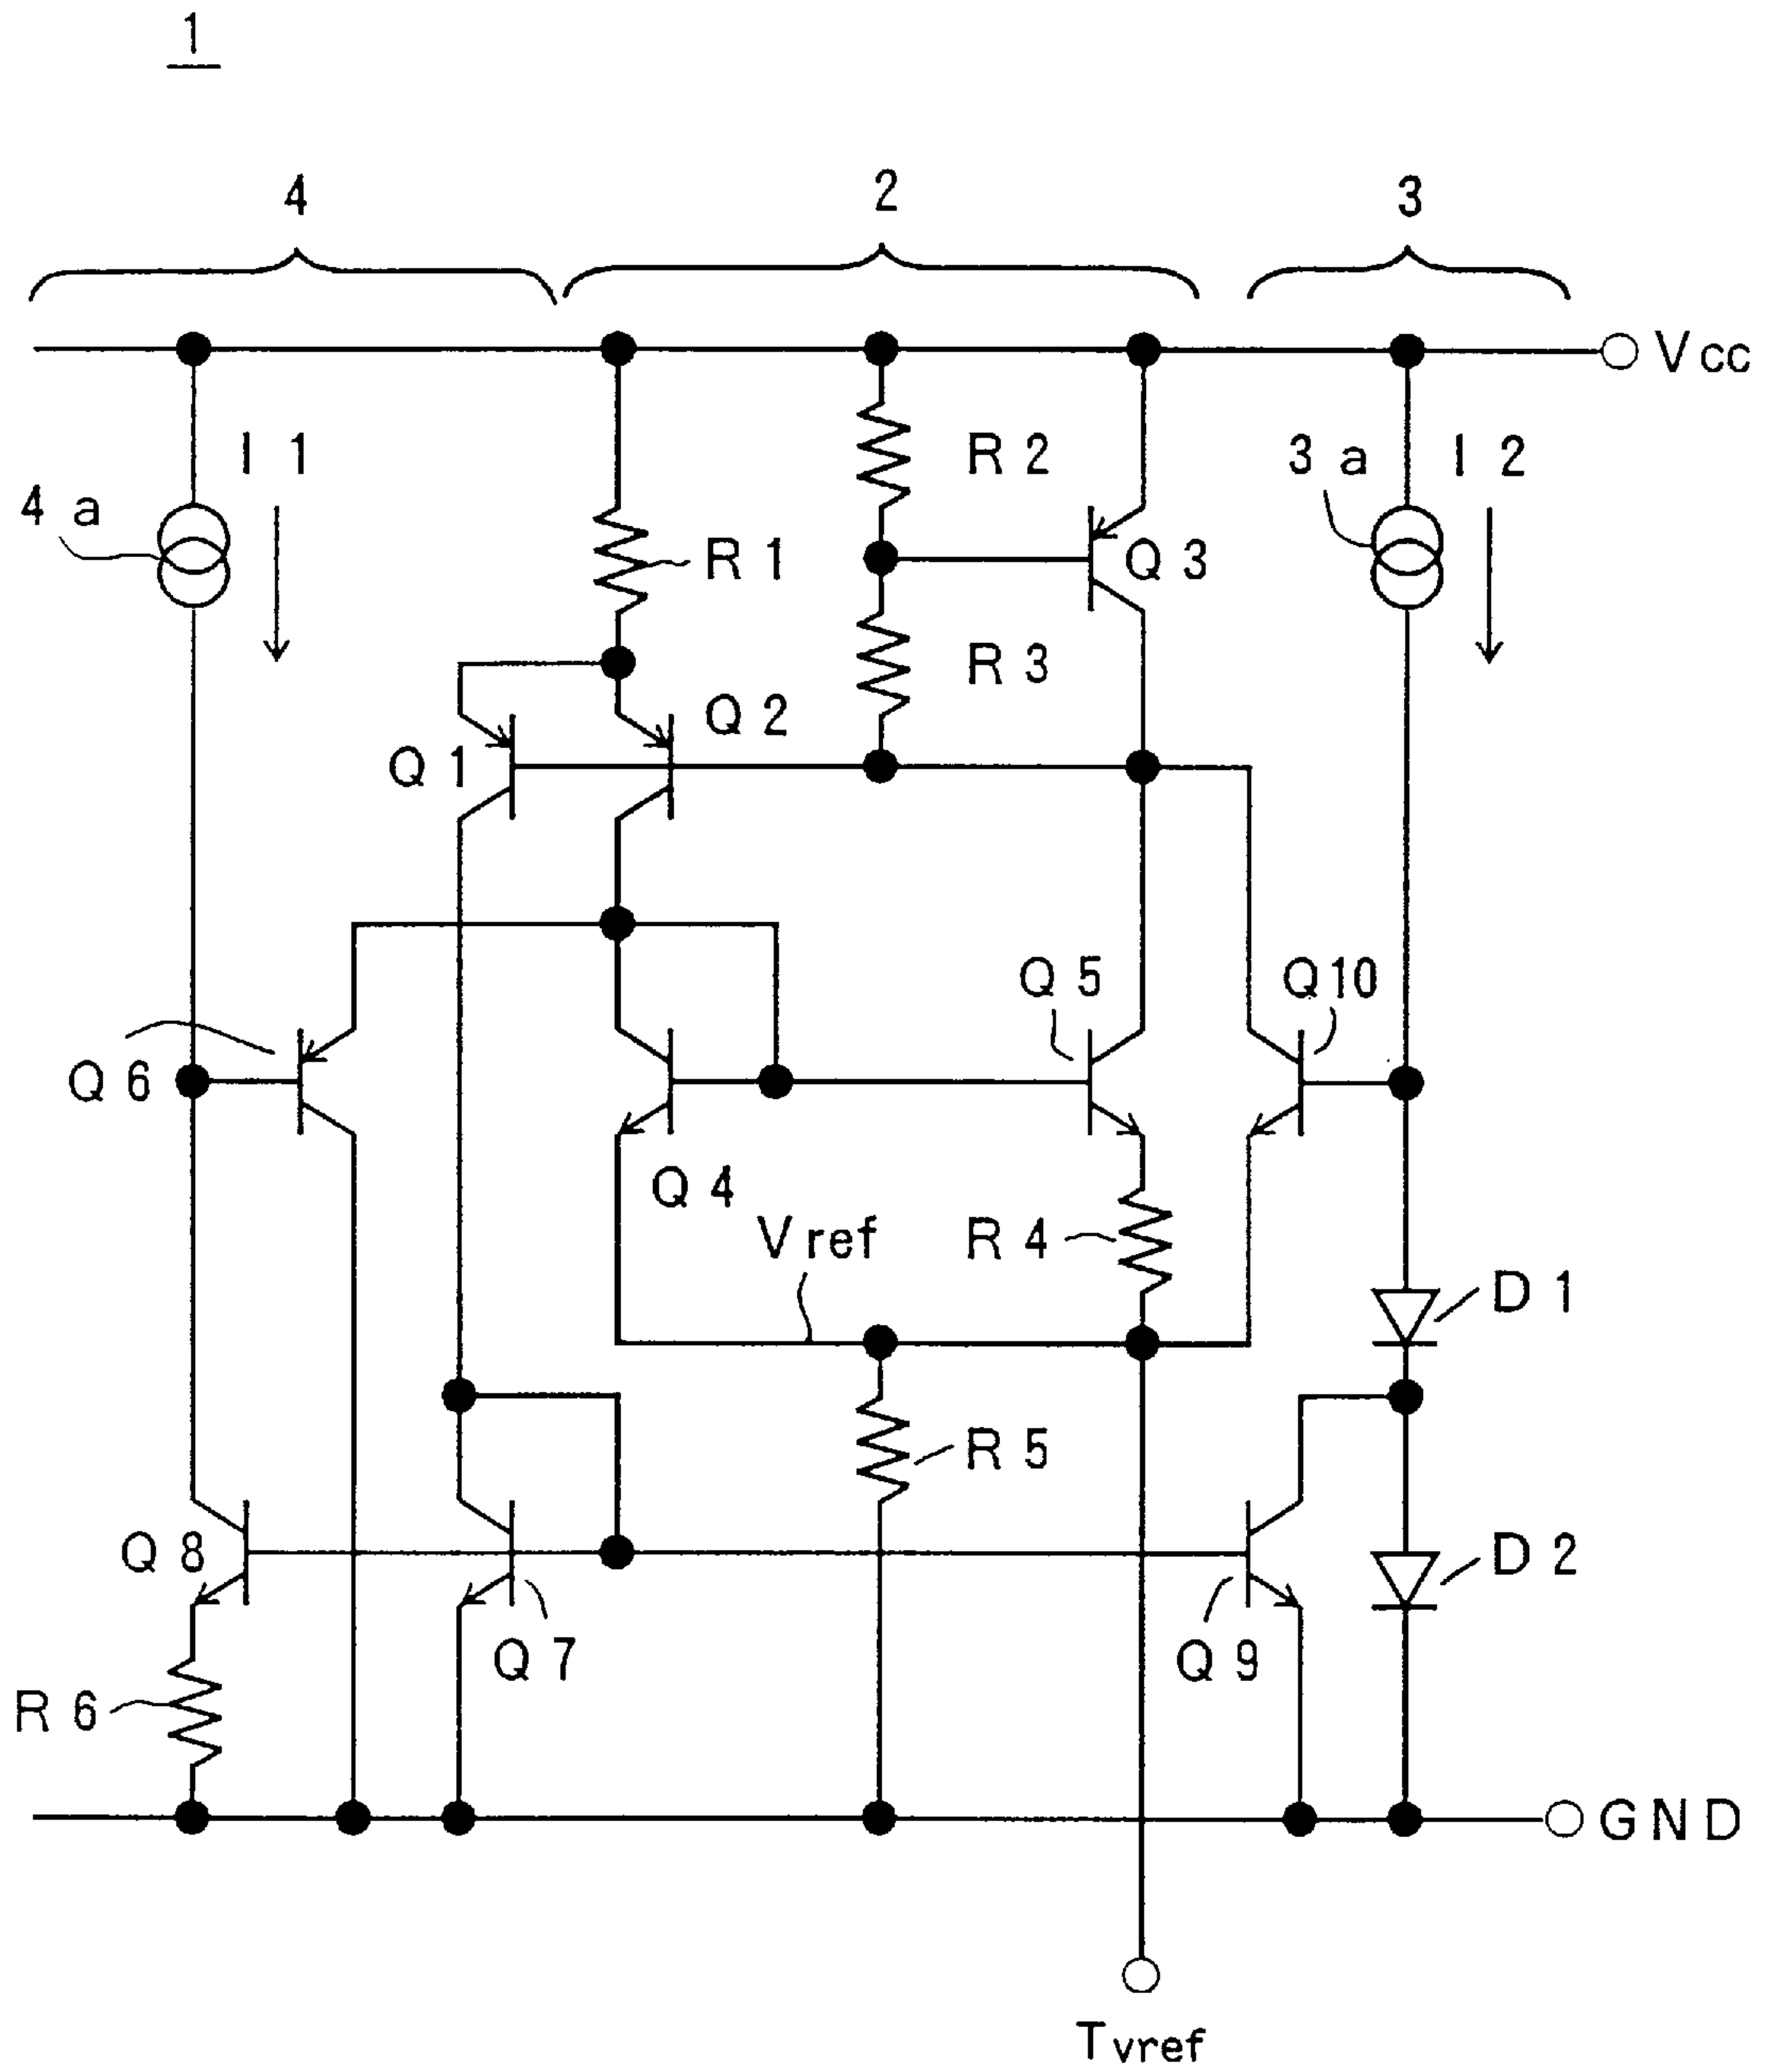 1
4
2
3
Vcc
I 1
R 2
3 a
I 2
4 a
R 1
Q 3
R 3
Q 2
Q 1
Q 5
Q10
Q 6
Q 4
Vref
R 4
D 1
R 5
Q 8
D 2
Q 7
Q 9
R 6
GND
Tvref